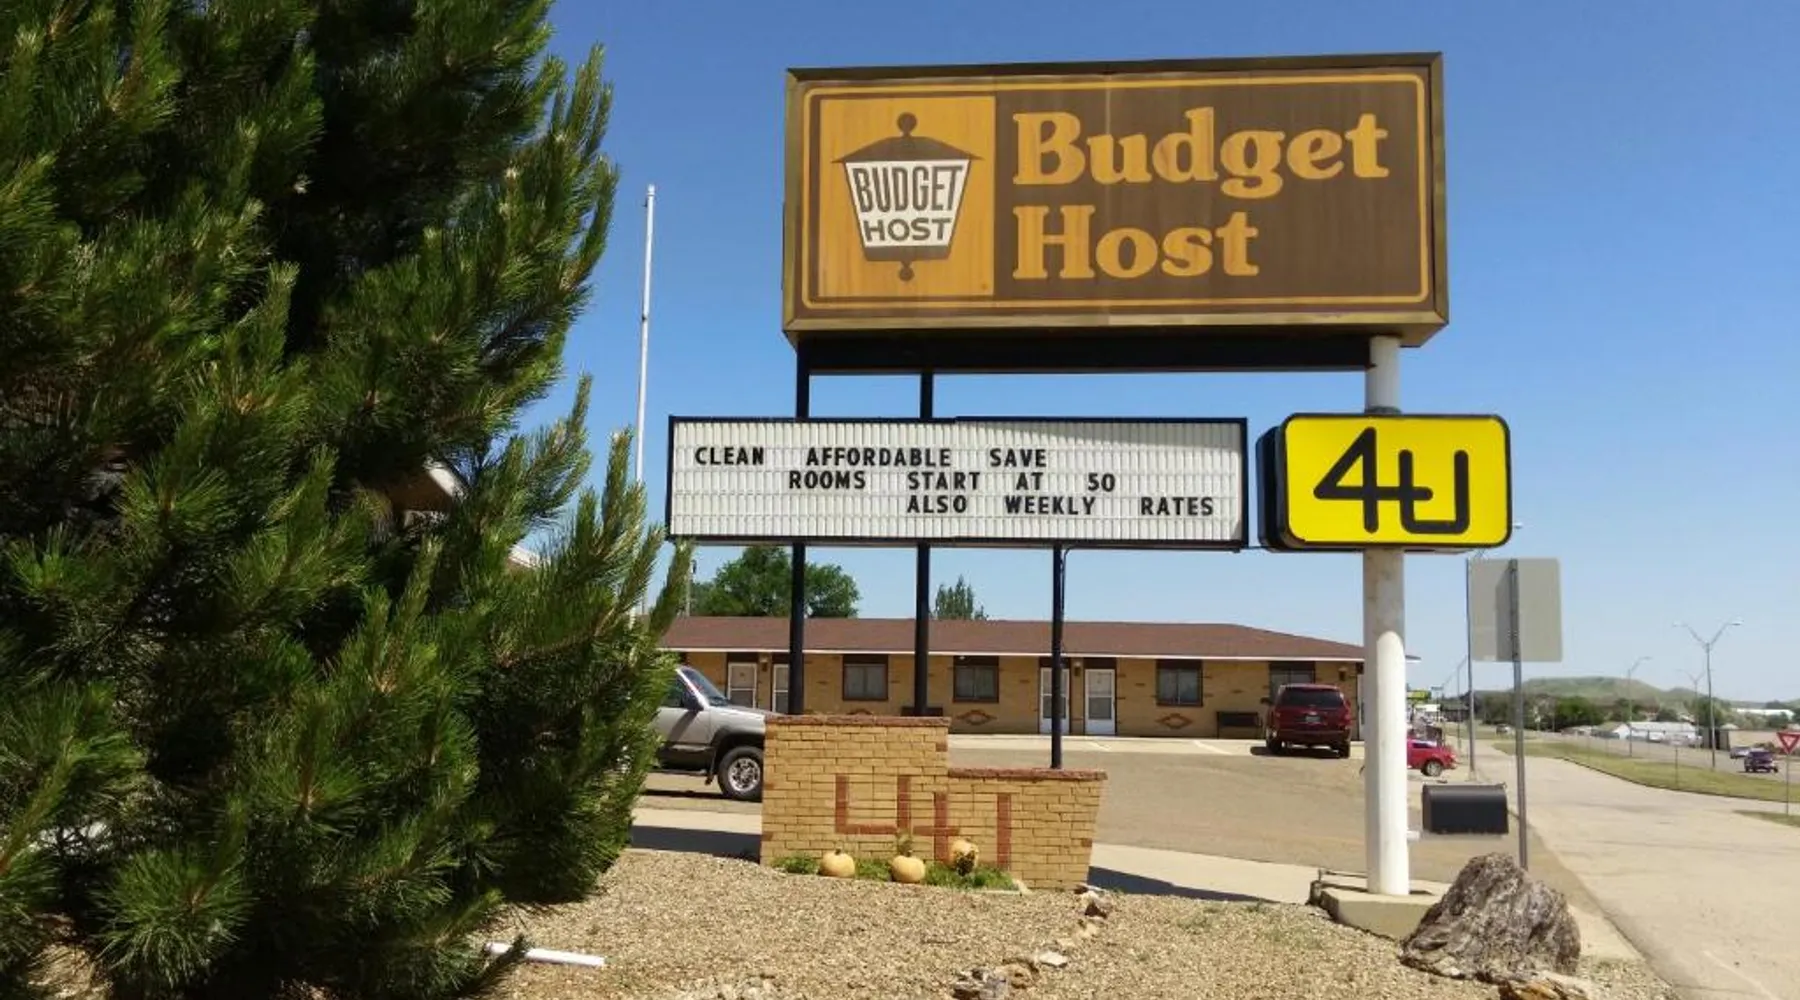 BUDGET
HOST
Budget
Host
CLEAN AFFORDABLE SAVE
ROOMS START AT 50
ALSO WEEKLY RATES
4U
4U